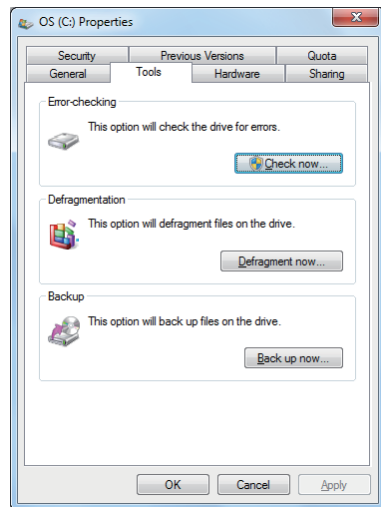 OS (C:) Properties
Security Previous Versions Quota
General Tools Hardware Sharing
Error-checking
This option will check the drive for errors.
Check now...
Defragmentation
This option will defragment files on the drive.
Defragment now...
Backup
This option will back up files on the drive.
Back up now...
OK Cancel Apply